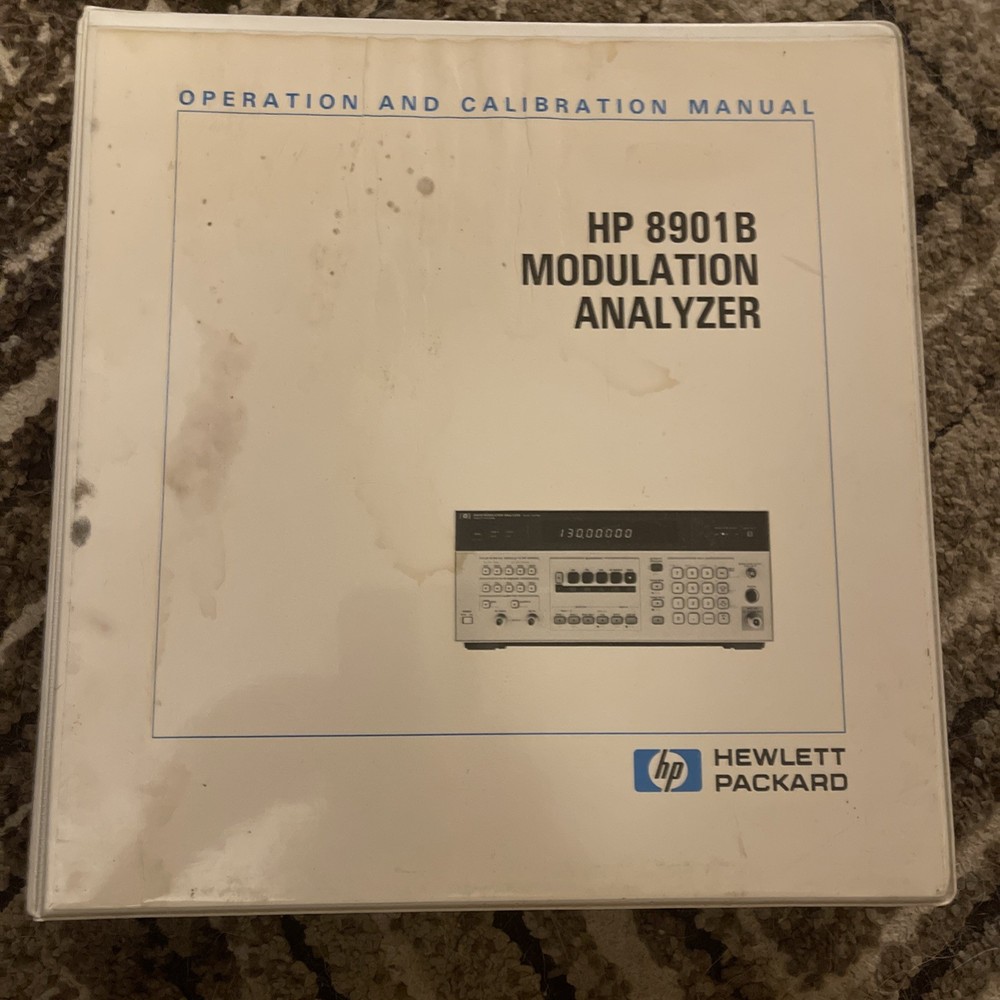 OPERATION AND CALIBRATION MANUAL
HP 8901B
MODULATION
ANALYZER
130.00000
hp
HEWLETT
PACKARD